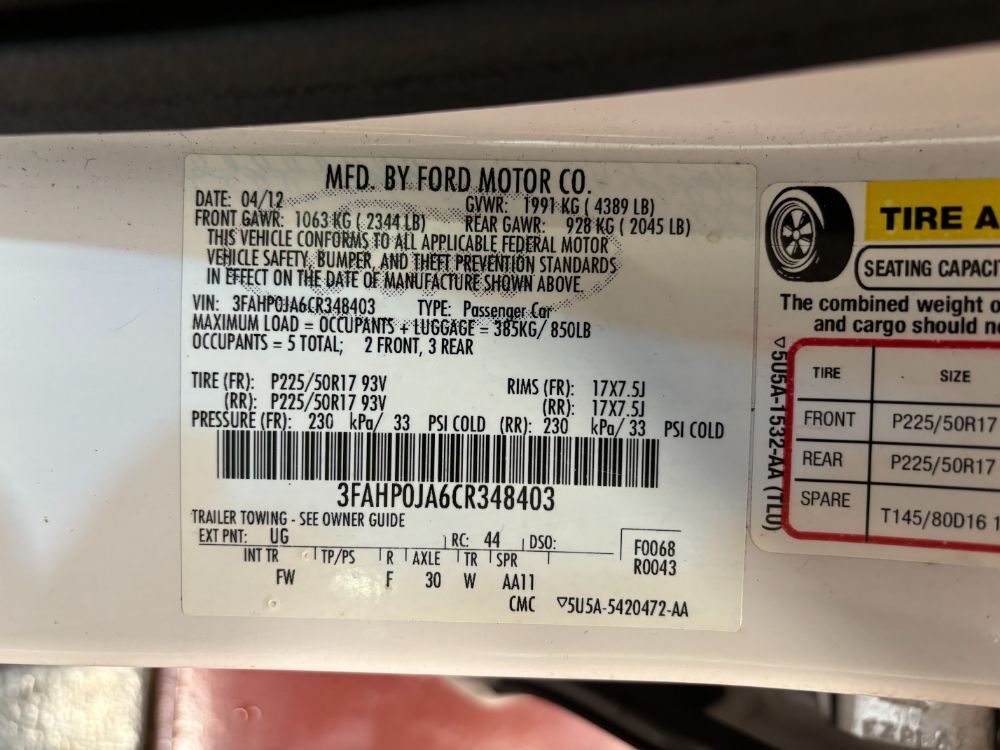 MFD. BY FORD MOTOR CO.
DATE: 04/12 GVWR: 1991 KG ( 4389 LB)
FRONT GAWR: 1063 KG ( 2344 LB) REAR GAWR: 928 KG ( 2045 LB)
THIS VEHICLE CONFORMS TO ALL APPLICABLE FEDERAL MOTOR
VEHICLE SAFETY, BUMPER, AND THEFT PREVENTION STANDARDS
IN EFFECT ON THE DATE OF MANUFACTURE SHOWN ABOVE.
VIN: 3FAHP0JA6CR348403 TYPE: Passenger Car
MAXIMUM LOAD = OCCUPANTS + LUGGAGE = 385KG/ 850LB
OCCUPANTS = 5 TOTAL; 2 FRONT, 3 REAR
TIRE (FR): P225/50R17 93V RIMS (FR): 17X7.5J
(RR): P225/50R17 93V (RR): 17X7.5J
PRESSURE (FR): 230 kPa/ 33 PSI COLD (RR): 230 kPa/ 33 PSI COLD
3FAHP0JA6CR348403
TRAILER TOWING - SEE OWNER GUIDE
EXT PNT: UG RC: 44 DSO: F0068
INT TR TP/PS R AXLE TR SPR R0043
FW F 30 W AA11
CMC ▽5U5A-5420472-AA
TIRE A
SEATING CAPACIT
The combined weight o
and cargo should n
▽5U5A-1532-AA (TLU)
TIRE SIZE
FRONT P225/50R17
REAR P225/50R17
SPARE T145/80D16 1